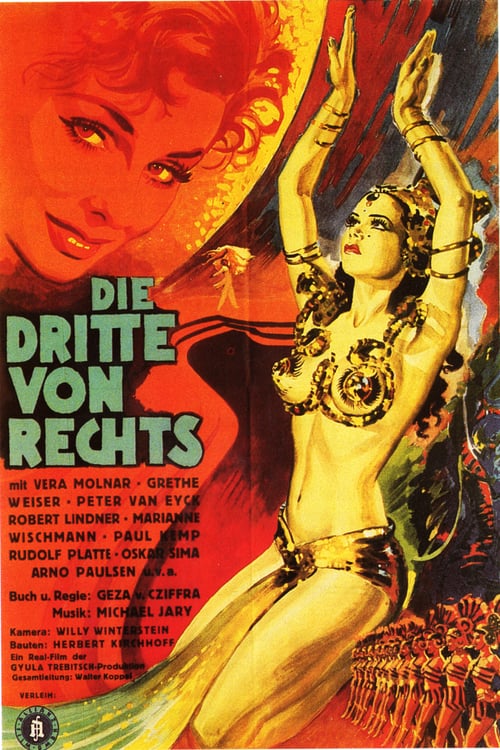 DIE
DRITTE
VON
RECHTS
mit VERA MOLNAR · GRETHE
WEISER · PETER VAN EYCK
ROBERT LINDNER · MARIANNE
WISCHMANN · PAUL KEMP
RUDOLF PLATTE · OSKAR SIMA
ARNO PAULSEN u.v.a.
Buch u. Regie: GEZA v. CZIFFRA
Musik: MICHAEL JARY
Kamera: WILLY WINTERSTEIN
Bauten: HERBERT KIRCHHOFF
Ein Real-Film der
GYULA TREBITSCH-Produktion
Gesamtleitung: Walter Koppel
VERLEIH: